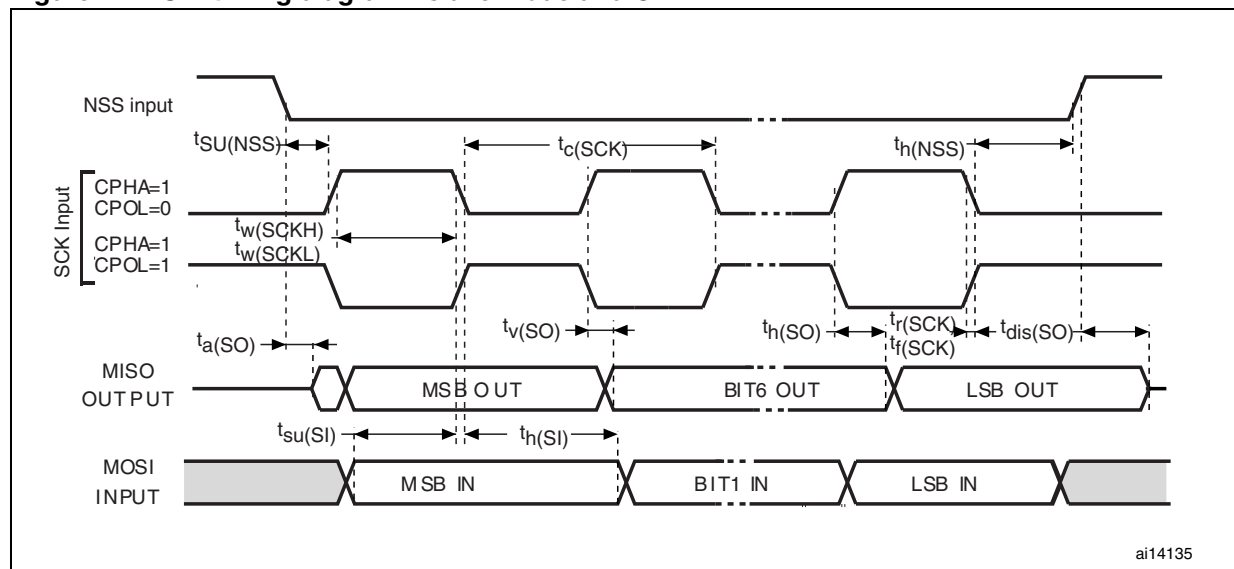 NSS input
tSU(NSS)
tc(SCK)
th(NSS)
SCK Input
CPHA=1
CPOL=0
tw(SCKH)
tw(SCKL)
CPHA=1
CPOL=1
ta(SO)
tv(SO)
th(SO)
tr(SCK)
tf(SCK)
tdis(SO)
MISO
OUTPUT
MSB OUT
BIT6 OUT
LSB OUT
tsu(SI)
th(SI)
MOSI
INPUT
MSB IN
BIT1 IN
LSB IN
ai14135